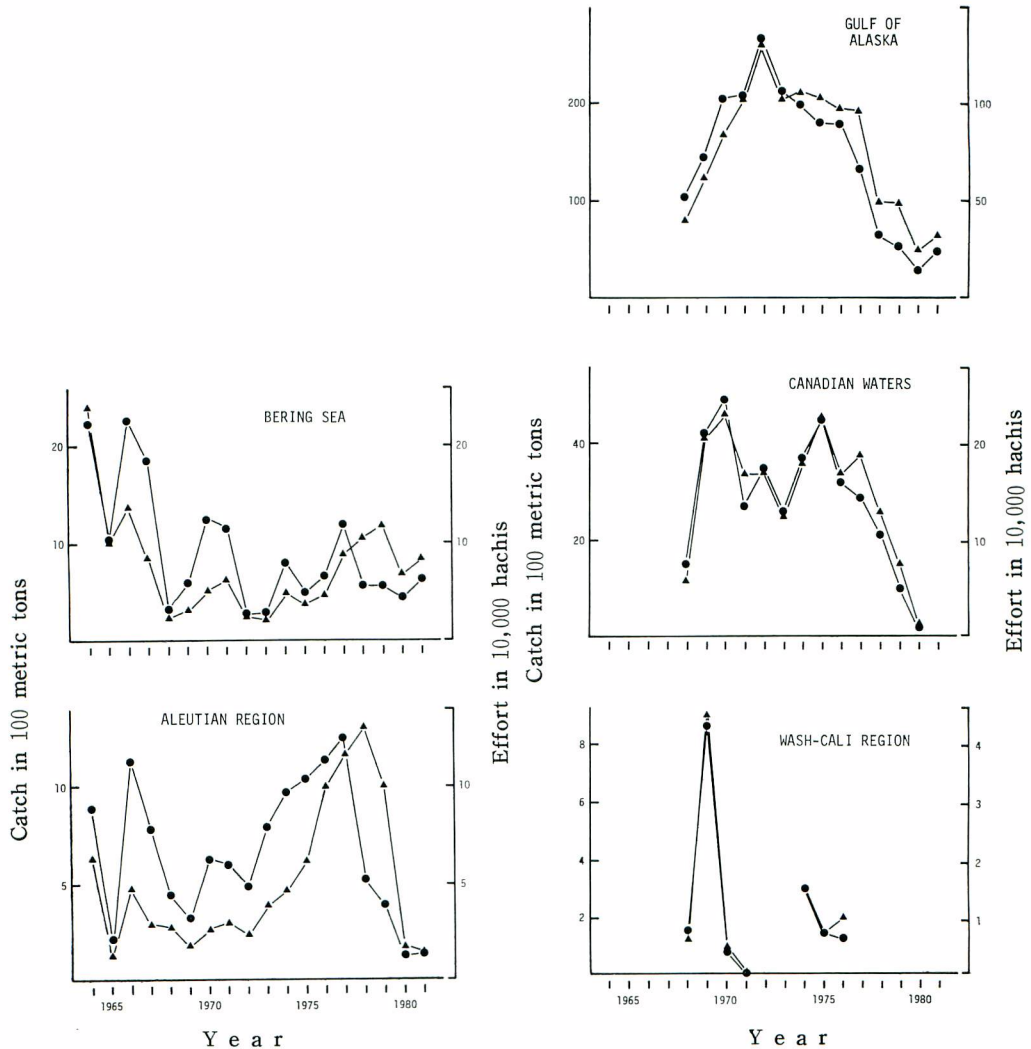 GULF OF
ALASKA
200
100
100
50
BERING SEA
20
10
20
10
CANADIAN WATERS
40
20
20
10
ALEUTIAN REGION
10
5
10
5
1965
1970
1975
1980
Year
WASH-CALI REGION
8
6
4
2
4
3
2
1
1965
1970
1975
1980
Year
Catch in 100 metric tons
Effort in 10,000 hachis
Catch in 100 metric tons
Effort in 10,000 hachis